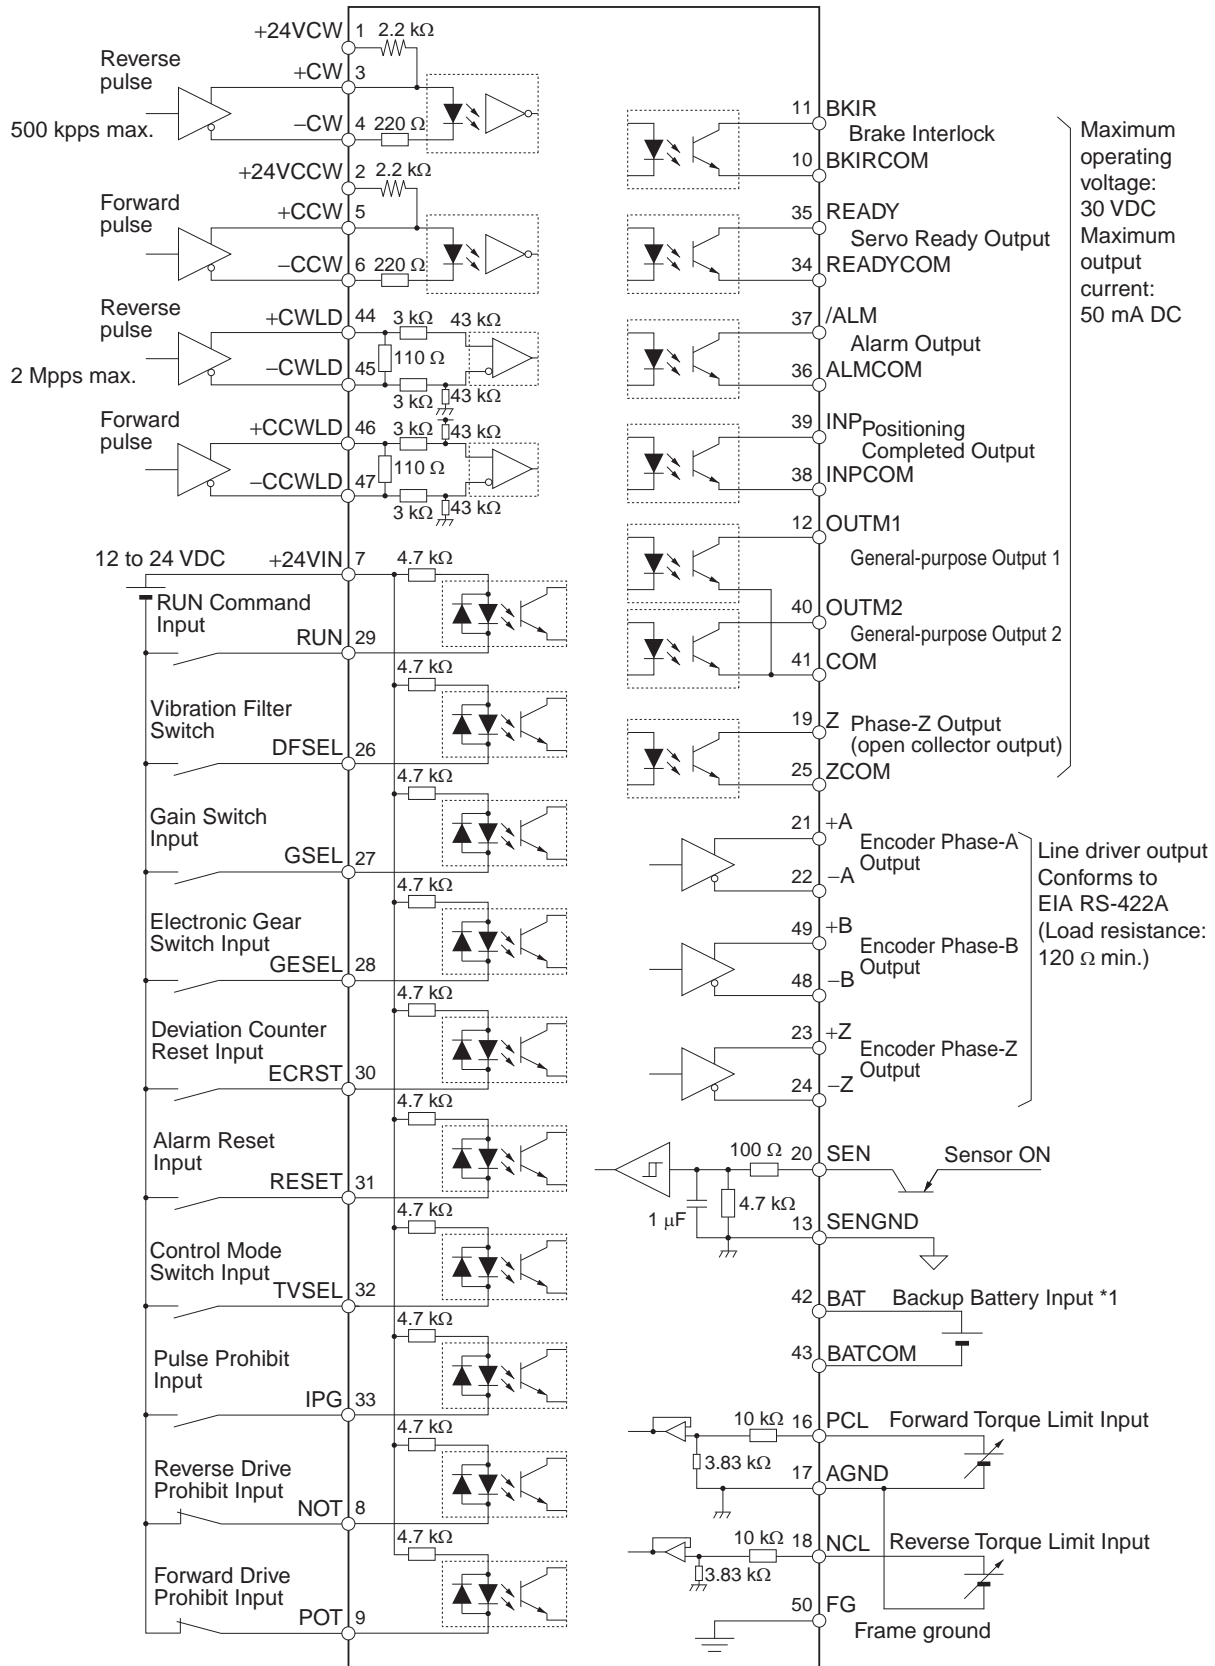 +24VCW 1 2.2 kΩ
Reverse
pulse
+CW 3
500 kpps max.
−CW 4 220 Ω
+24VCCW 2 2.2 kΩ
Forward
pulse
+CCW 5
−CCW 6 220 Ω
Reverse
pulse
+CWLD 44 3 kΩ 43 kΩ
110 Ω
2 Mpps max.
−CWLD 45
3 kΩ 43 kΩ
Forward
pulse
+CCWLD 46 3 kΩ 43 kΩ
110 Ω
−CCWLD 47
3 kΩ 43 kΩ
12 to 24 VDC +24VIN 7 4.7 kΩ
RUN Command
Input
RUN 29
4.7 kΩ
Vibration Filter
Switch
DFSEL 26
4.7 kΩ
Gain Switch
Input
GSEL 27
4.7 kΩ
Electronic Gear
Switch Input
GESEL 28
4.7 kΩ
Deviation Counter
Reset Input
ECRST 30
4.7 kΩ
Alarm Reset
Input
RESET 31
4.7 kΩ
Control Mode
Switch Input
TVSEL 32
4.7 kΩ
Pulse Prohibit
Input
IPG 33
4.7 kΩ
Reverse Drive
Prohibit Input
NOT 8
4.7 kΩ
Forward Drive
Prohibit Input
POT 9
11 BKIR
Brake Interlock
10 BKIRCOM
35 READY
Servo Ready Output
34 READYCOM
37 /ALM
Alarm Output
36 ALMCOM
39 INP Positioning
Completed Output
38 INPCOM
12 OUTM1
General-purpose Output 1
40 OUTM2
General-purpose Output 2
41 COM
19 Z Phase-Z Output
(open collector output)
25 ZCOM
Maximum
operating
voltage:
30 VDC
Maximum
output
current:
50 mA DC
21 +A
Encoder Phase-A
Output
22 −A
49 +B
Encoder Phase-B
Output
48 −B
23 +Z
Encoder Phase-Z
Output
24 −Z
Line driver output
Conforms to
EIA RS-422A
(Load resistance:
120 Ω min.)
100 Ω 20 SEN Sensor ON
4.7 kΩ
1 μF
13 SENGND
42 BAT Backup Battery Input *1
43 BATCOM
10 kΩ 16 PCL Forward Torque Limit Input
3.83 kΩ
17 AGND
10 kΩ 18 NCL Reverse Torque Limit Input
3.83 kΩ
50 FG
Frame ground